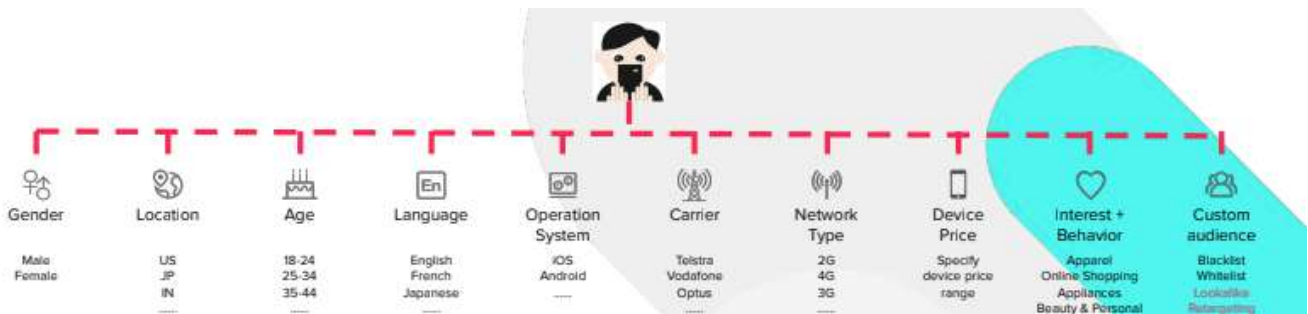 En
Gender
Location
Age
Language
Operation
System
Carrier
Network
Type
Device
Price
Interest +
Behavior
Custom
audience
Male
Female
US
JP
IN
......
18-24
25-34
35-44
......
English
French
Japanese
iOS
Android
......
Telstra
Vodafone
Optus
......
2G
4G
3G
......
Specify
device price
range
Apparel
Online Shopping
Appliances
Beauty & Personal
Blacklist
Whitelist
Lookalike
Retargeting